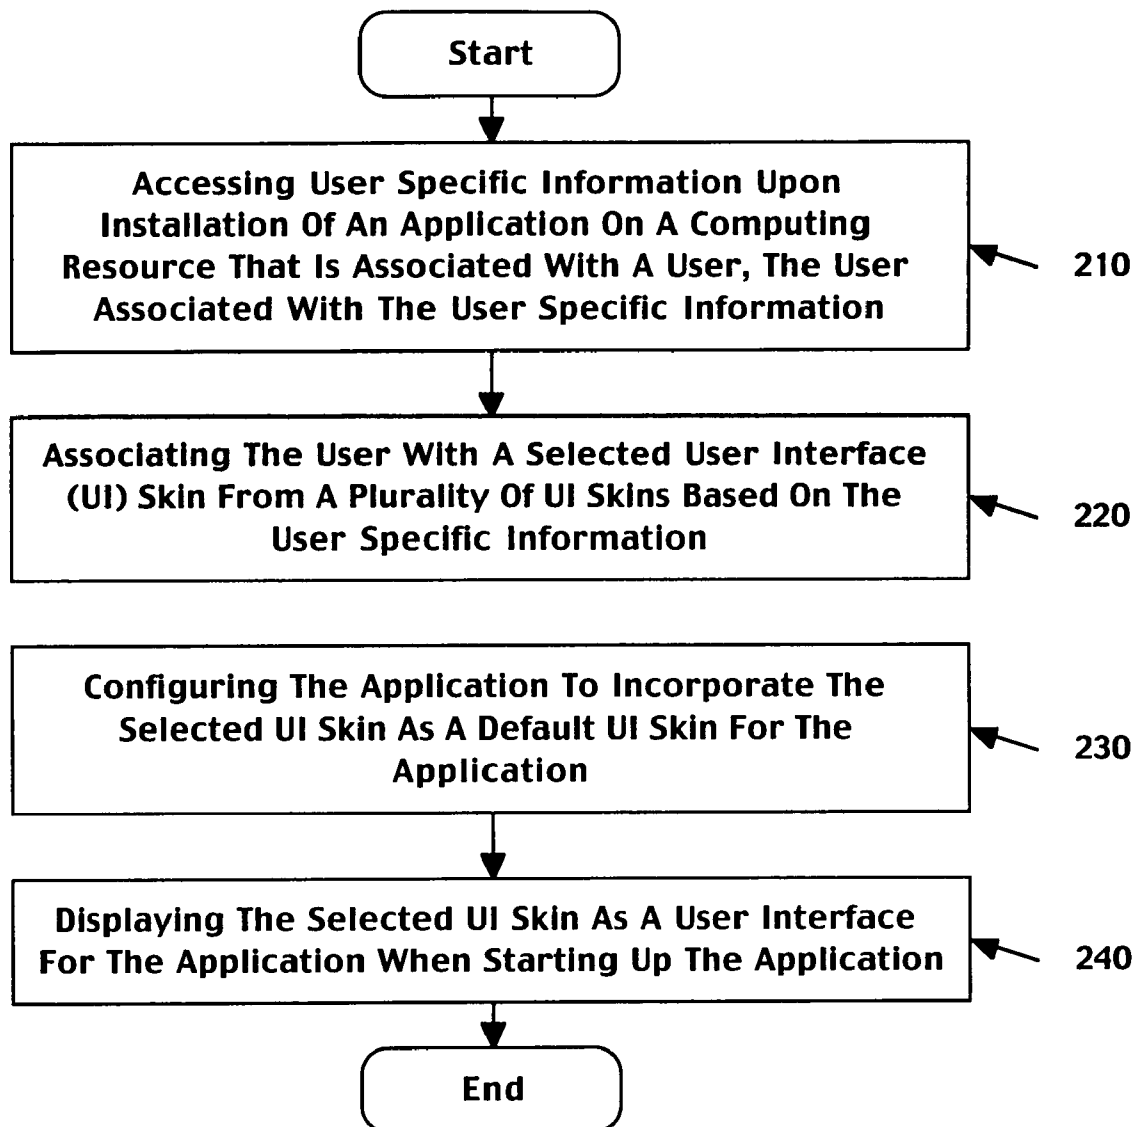 Start
Accessing User Specific Information Upon
Installation Of An Application On A Computing
Resource That Is Associated With A User, The User
Associated With The User Specific Information
210
Associating The User With A Selected User Interface
(UI) Skin From A Plurality Of UI Skins Based On The
User Specific Information
220
Configuring The Application To Incorporate The
Selected UI Skin As A Default UI Skin For The
Application
230
Displaying The Selected UI Skin As A User Interface
For The Application When Starting Up The Application
240
End